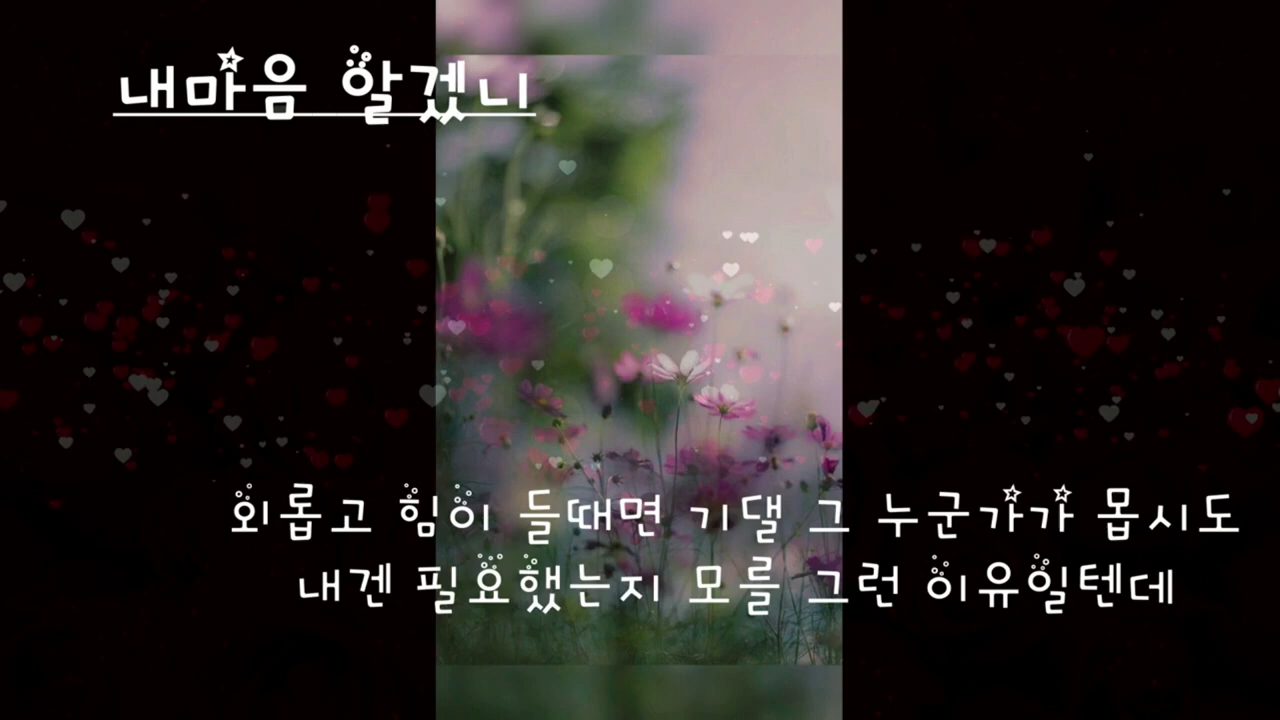 내마음 알겠니
외롭고 힘이 들때면 기댈 그 누군가가 몹시도
내겐 필요했는지 모를 그런 이유일텐데